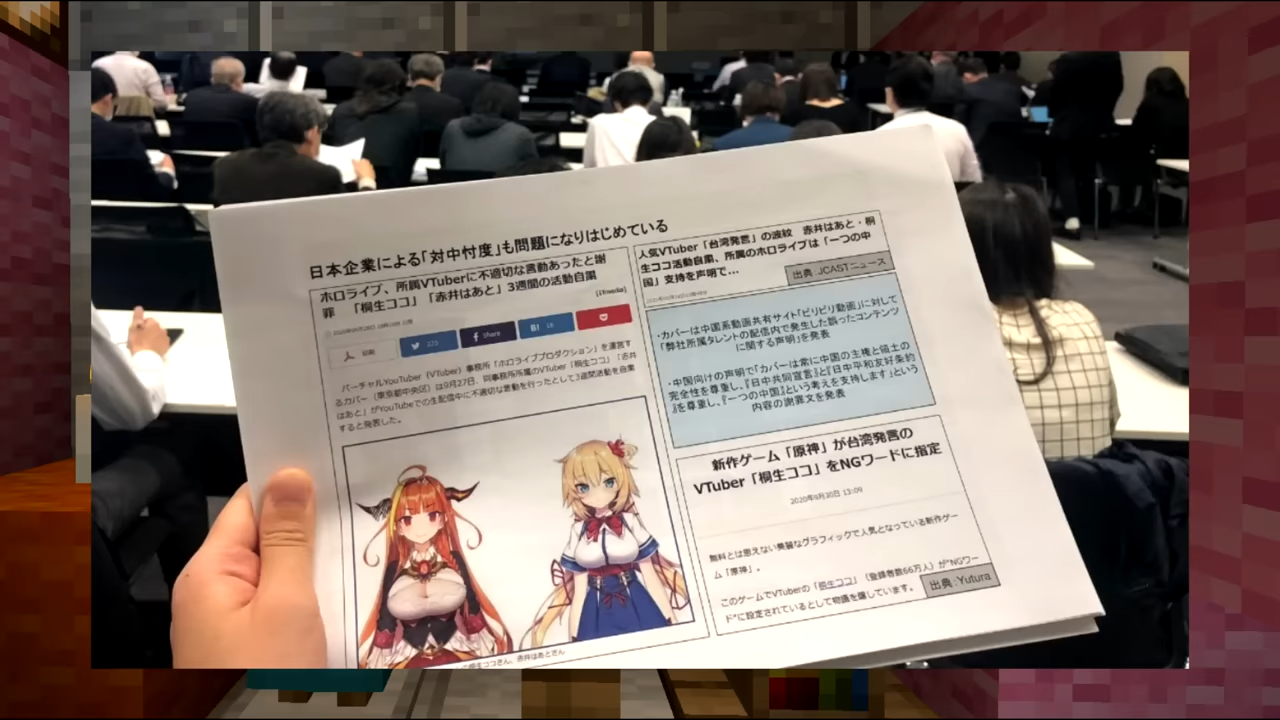 日本企業による「対中忖度」も問題になりはじめている
ホロライブ、所属VTuberに不適切な言動あったと謝
罪 「桐生ココ」「赤井はあと」3週間の活動自粛
[ITmedia]
印刷
Share
B!
バーチャルYouTuber（VTuber）事務所「ホロライブプロダクション」を運営す
るカバー（東京都中央区）は9月27日、同事務所所属のVTuber「桐生ココ」「赤井
はあと」がYouTubeでの生配信中に不適切な言動を行ったとして3週間活動を自粛
すると発表した。
桐生ココさん、赤井はあとさん
人気VTuber「台湾発言」の波紋 赤井はあと・桐
生ココ活動自粛、所属のホロライブは「一つの中
国」支持を声明で...
出典：JCASTニュース
・カバーは中国系動画共有サイト「ビリビリ動画」に対して
「弊社所属タレントの配信内で発生した誤ったコンテンツ
に関する声明」を発表
・中国向けの声明で「カバーは常に中国の主権と領土の
完全性を尊重し、『日中共同宣言』と『日中平和友好条約
』を尊重し、『一つの中国』という考えを支持します」という
内容の謝罪文を発表
新作ゲーム「原神」が台湾発言の
VTuber「桐生ココ」をNGワードに指定
2020年9月30日 13:09
無料とは思えない美麗なグラフィックで人気となっている新作ゲー
ム「原神」。
このゲームでVTuberの「桐生ココ」（登録者数66万人）が"NGワー
ド"に設定されているとして物議を醸しています。
出典：Yutura